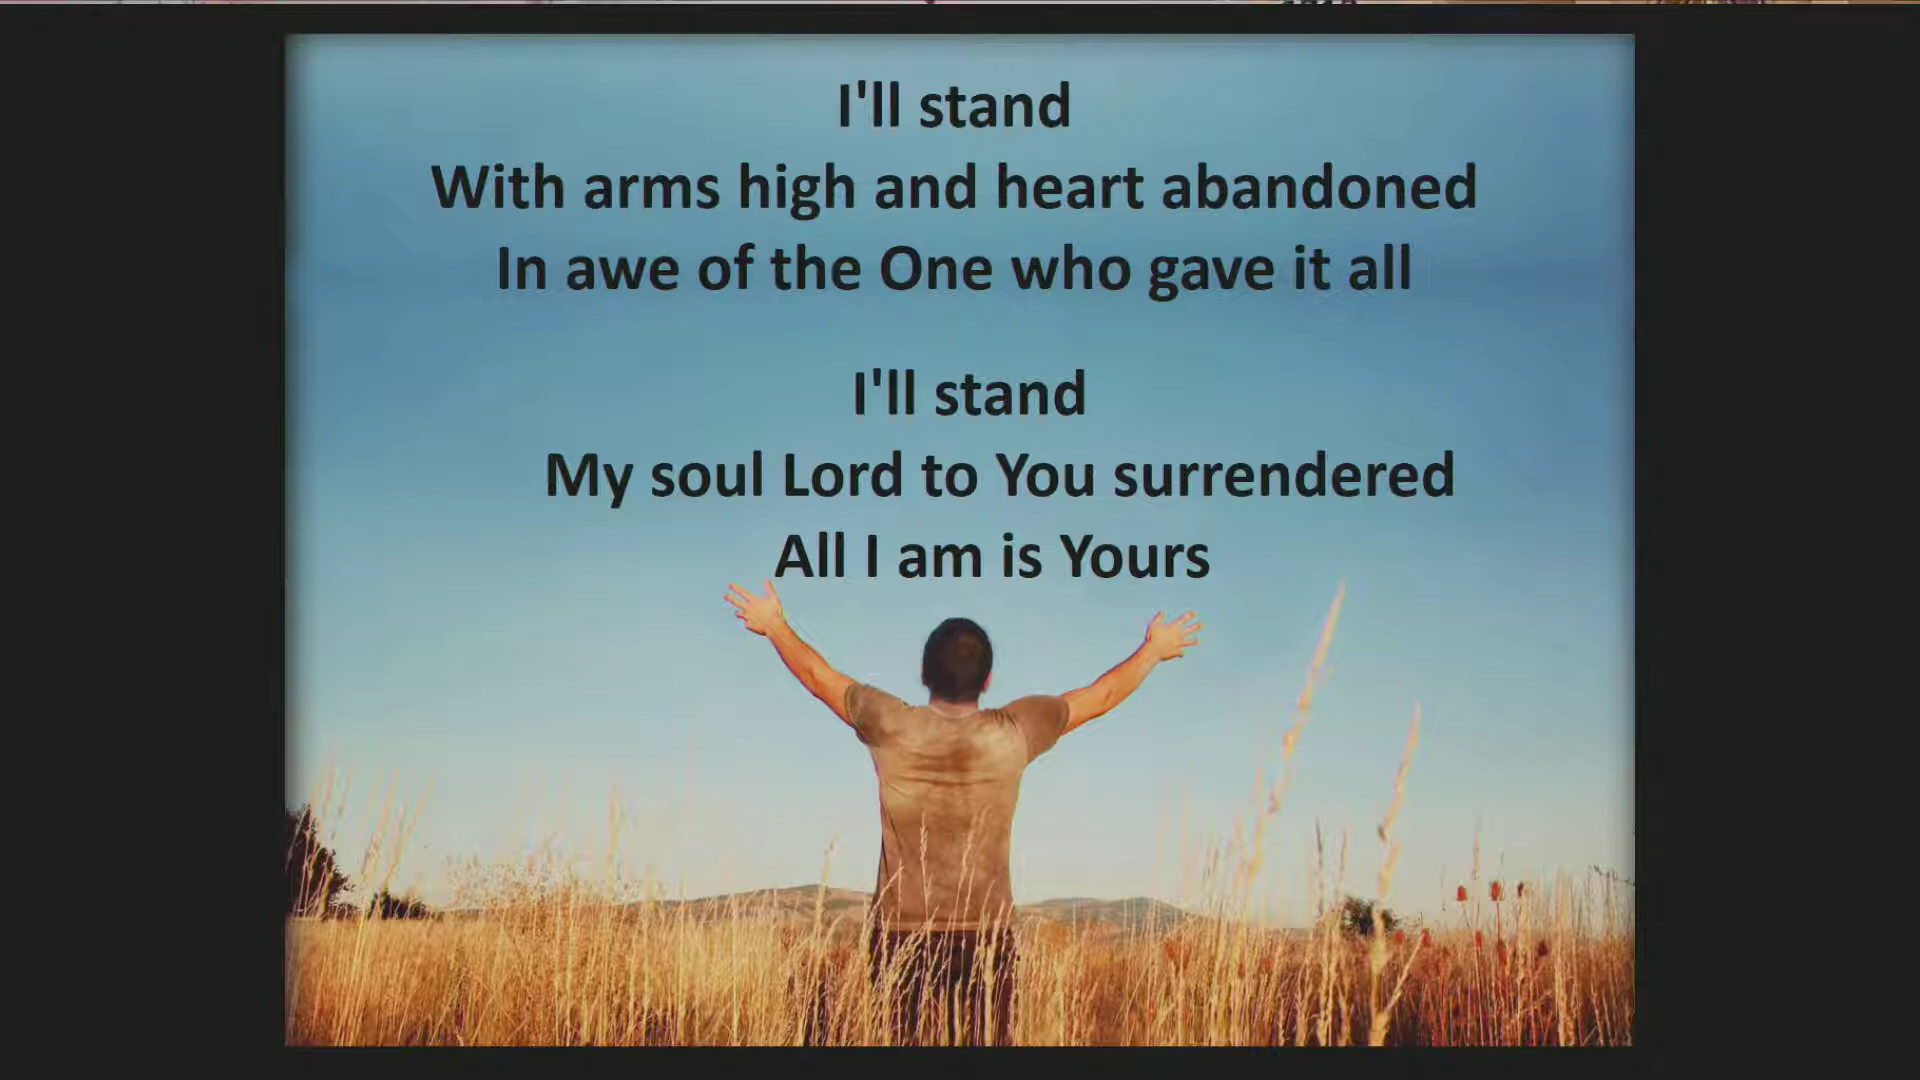 I'll stand
With arms high and heart abandoned
In awe of the One who gave it all
I'll stand
My soul Lord to You surrendered
All I am is Yours